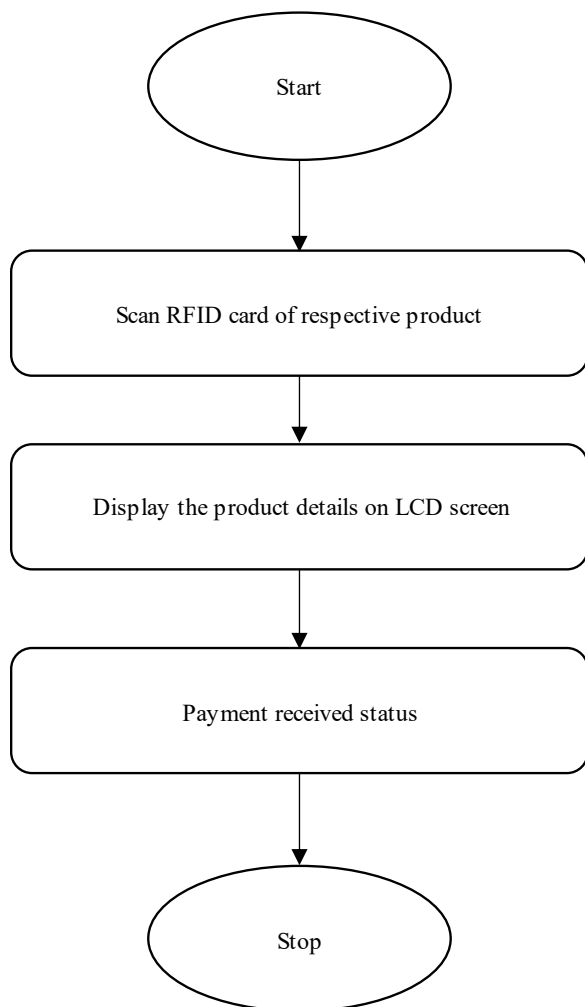 Start
Scan RFID card of respective product
Display the product details on LCD screen
Payment received status
Stop